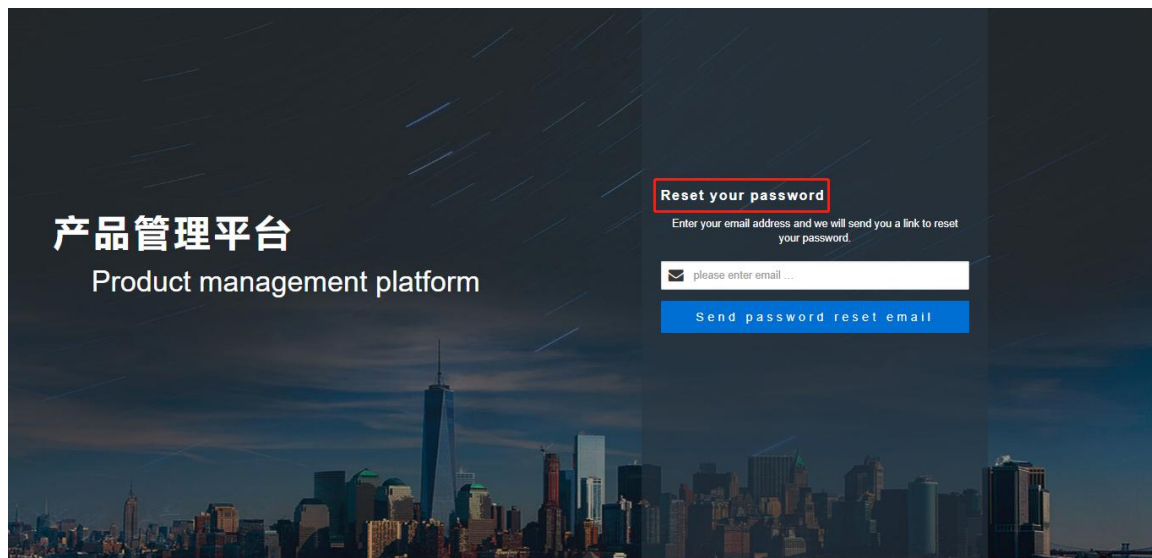 产品管理平台
Product management platform
Reset your password
Enter your email address and we will send you a link to reset
your password.
please enter email ...
Send password reset email